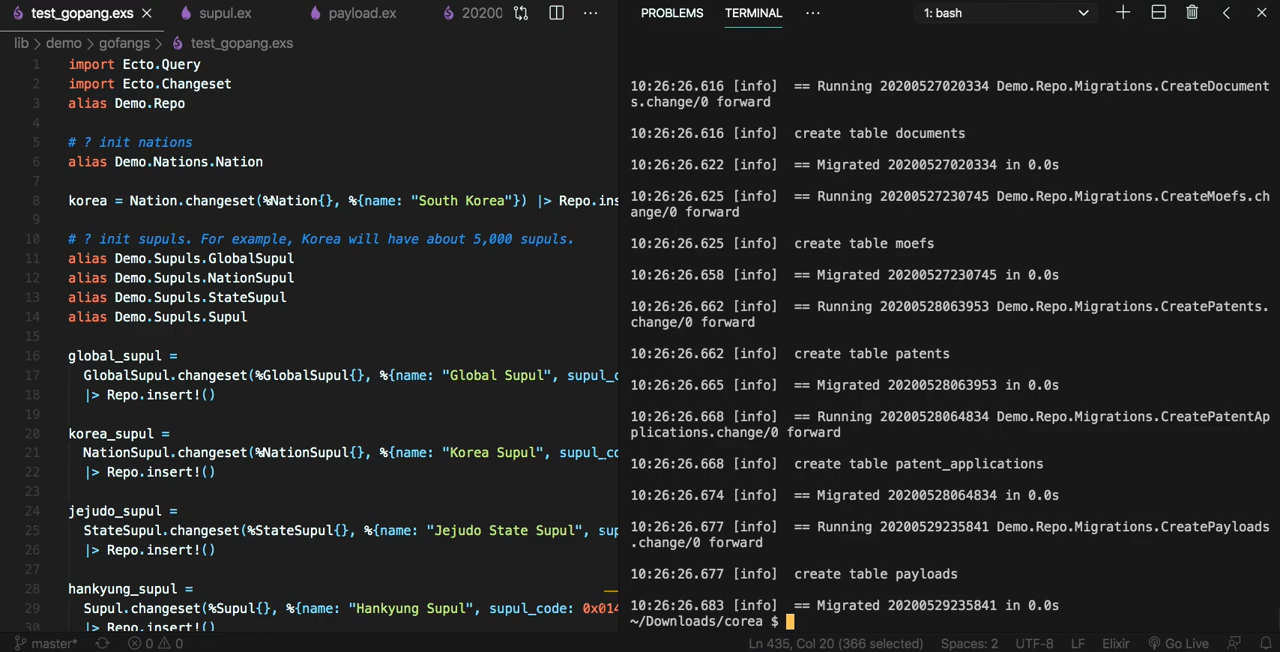 test_gopang.exs
supul.ex
payload.ex
20200
lib > demo > gofangs > test_gopang.exs
1 import Ecto.Query
2 import Ecto.Changeset
3 alias Demo.Repo
4
5 # ? init nations
6 alias Demo.Nations.Nation
7
8 korea = Nation.changeset(%Nation{}, %{name: "South Korea"}) |> Repo.ins
9
10 # ? init supuls. For example, Korea will have about 5,000 supuls.
11 alias Demo.Supuls.GlobalSupul
12 alias Demo.Supuls.NationSupul
13 alias Demo.Supuls.StateSupul
14 alias Demo.Supuls.Supul
15
16 global_supul =
17 GlobalSupul.changeset(%GlobalSupul{}, %{name: "Global Supul", supul_c
18 |> Repo.insert!()
19
20 korea_supul =
21 NationSupul.changeset(%NationSupul{}, %{name: "Korea Supul", supul_co
22 |> Repo.insert!()
23
24 jejudo_supul =
25 StateSupul.changeset(%StateSupul{}, %{name: "Jejudo State Supul", sup
26 |> Repo.insert!()
27
28 hankyung_supul =
29 Supul.changeset(%Supul{}, %{name: "Hankyung Supul", supul_code: 0x014
30 |> Repo.insert!()
PROBLEMS
TERMINAL
1: bash
10:26:26.616 [info] == Running 20200527020334 Demo.Repo.Migrations.CreateDocument
s.change/0 forward
10:26:26.616 [info] create table documents
10:26:26.622 [info] == Migrated 20200527020334 in 0.0s
10:26:26.625 [info] == Running 20200527230745 Demo.Repo.Migrations.CreateMoefs.ch
ange/0 forward
10:26:26.625 [info] create table moefs
10:26:26.658 [info] == Migrated 20200527230745 in 0.0s
10:26:26.662 [info] == Running 20200528063953 Demo.Repo.Migrations.CreatePatents.
change/0 forward
10:26:26.662 [info] create table patents
10:26:26.665 [info] == Migrated 20200528063953 in 0.0s
10:26:26.668 [info] == Running 20200528064834 Demo.Repo.Migrations.CreatePatentAp
plications.change/0 forward
10:26:26.668 [info] create table patent_applications
10:26:26.674 [info] == Migrated 20200528064834 in 0.0s
10:26:26.677 [info] == Running 20200529235841 Demo.Repo.Migrations.CreatePayloads
.change/0 forward
10:26:26.677 [info] create table payloads
10:26:26.683 [info] == Migrated 20200529235841 in 0.0s
~/Downloads/corea $
master*
0
0
Ln 435, Col 20 (366 selected)
Spaces: 2
UTF-8
LF
Elixir
Go Live